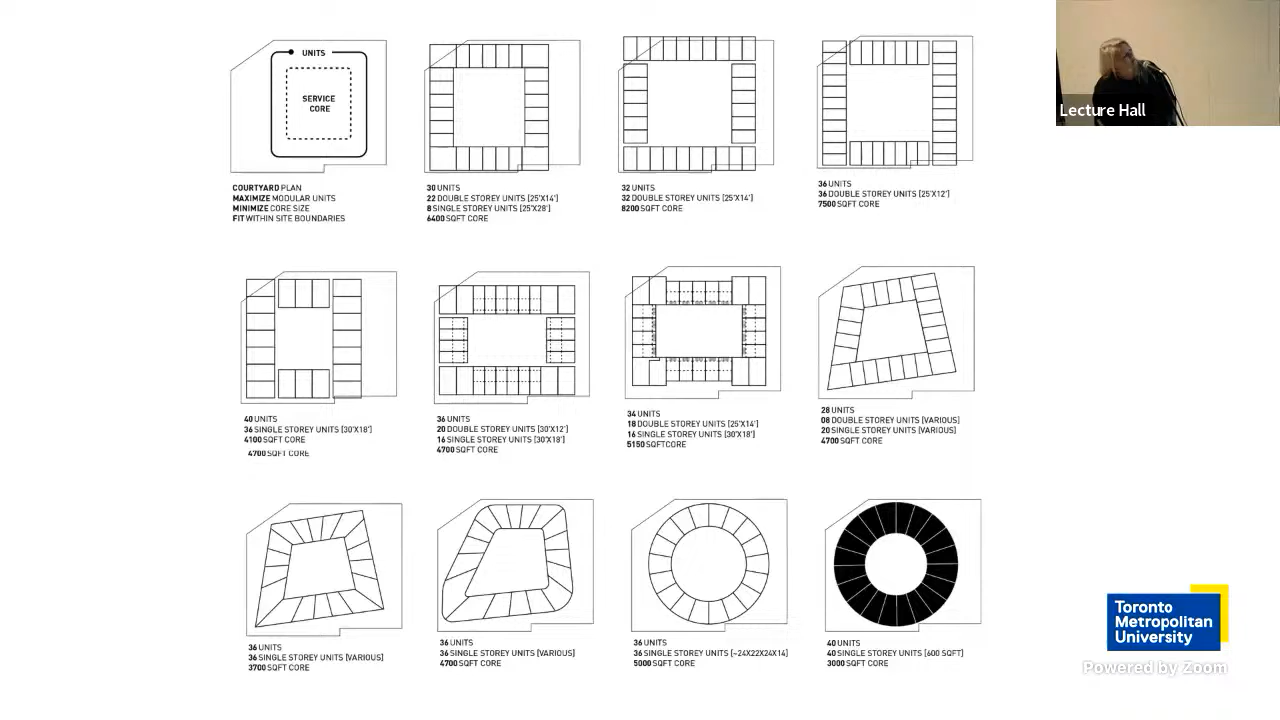 UNITS
SERVICE
CORE
COURTYARD PLAN
MAXIMIZE MODULAR UNITS
MINIMIZE CORE SIZE
FIT WITHIN SITE BOUNDARIES
30 UNITS
22 DOUBLE STOREY UNITS [25'X14']
8 SINGLE STOREY UNITS [25'X28']
6400 SQFT CORE
32 UNITS
32 DOUBLE STOREY UNITS [25'X14']
8200 SQFT CORE
36 UNITS
36 DOUBLE STOREY UNITS [25'X12']
7500 SQFT CORE
Lecture Hall
40 UNITS
36 SINGLE STOREY UNITS [30'X18']
4100 SQFT CORE
4700 SQFT CORE
36 UNITS
20 DOUBLE STOREY UNITS [30'X12']
16 SINGLE STOREY UNITS [30'X18']
4700 SQFT CORE
34 UNITS
18 DOUBLE STOREY UNITS [25'X14']
16 SINGLE STOREY UNITS [30'X18']
5150 SQFTCORE
28 UNITS
08 DOUBLE STOREY UNITS [VARIOUS]
20 SINGLE STOREY UNITS [VARIOUS]
4700 SQFT CORE
36 UNITS
36 SINGLE STOREY UNITS [VARIOUS]
3700 SQFT CORE
36 UNITS
36 SINGLE STOREY UNITS [VARIOUS]
4700 SQFT CORE
36 UNITS
36 SINGLE STOREY UNITS [~24X22X24X14]
5000 SQFT CORE
40 UNITS
40 SINGLE STOREY UNITS [600 SQFT]
3000 SQFT CORE
Toronto
Metropolitan
University
Powered by Zoom